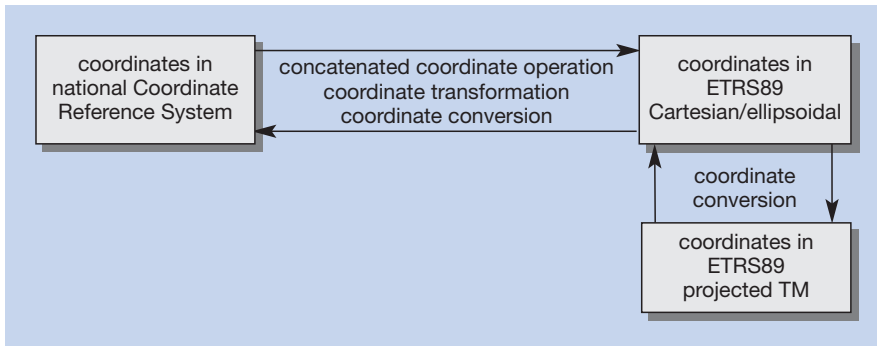 coordinates in
national Coordinate
Reference System
concatenated coordinate operation
coordinate transformation
coordinate conversion
coordinates in
ETRS89
Cartesian/ellipsoidal
coordinate
conversion
coordinates in
ETRS89
projected TM